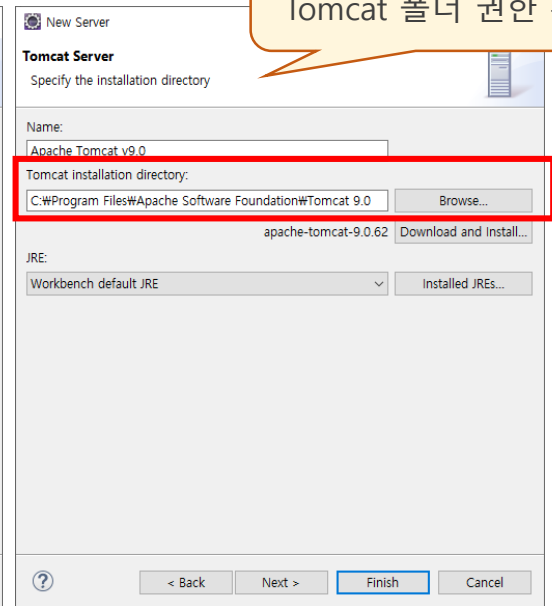 New Server
Tomcat 폴더 권한
Tomcat Server
Specify the installation directory
Name:
Apache Tomcat v9.0
Tomcat installation directory:
C:₩Program Files₩Apache Software Foundation₩Tomcat 9.0 Browse...
apache-tomcat-9.0.62 Download and Install...
JRE:
Workbench default JRE Installed JREs...
? < Back Next > Finish Cancel